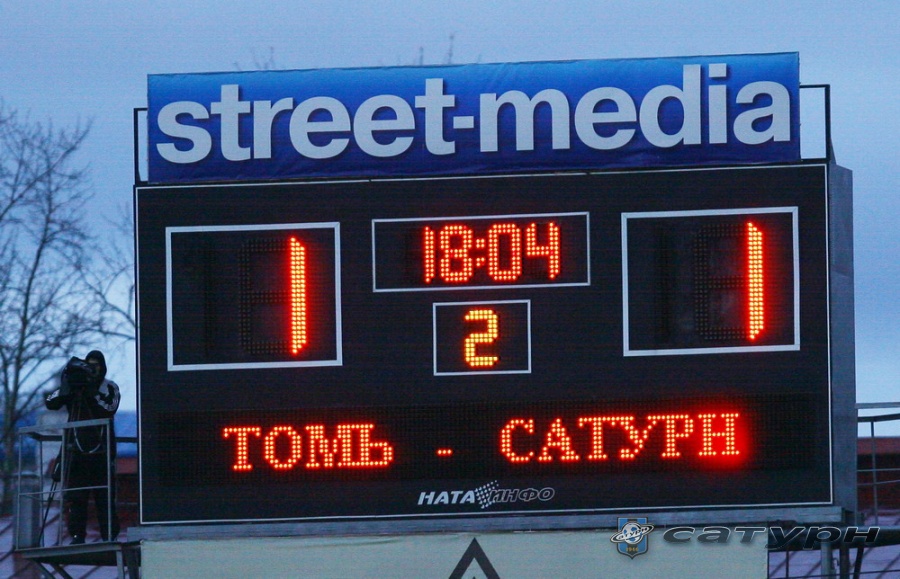 street-media
1 18:04 1
2
ТОМЬ - САТУРН
НАТА ИНФО
САТУРН